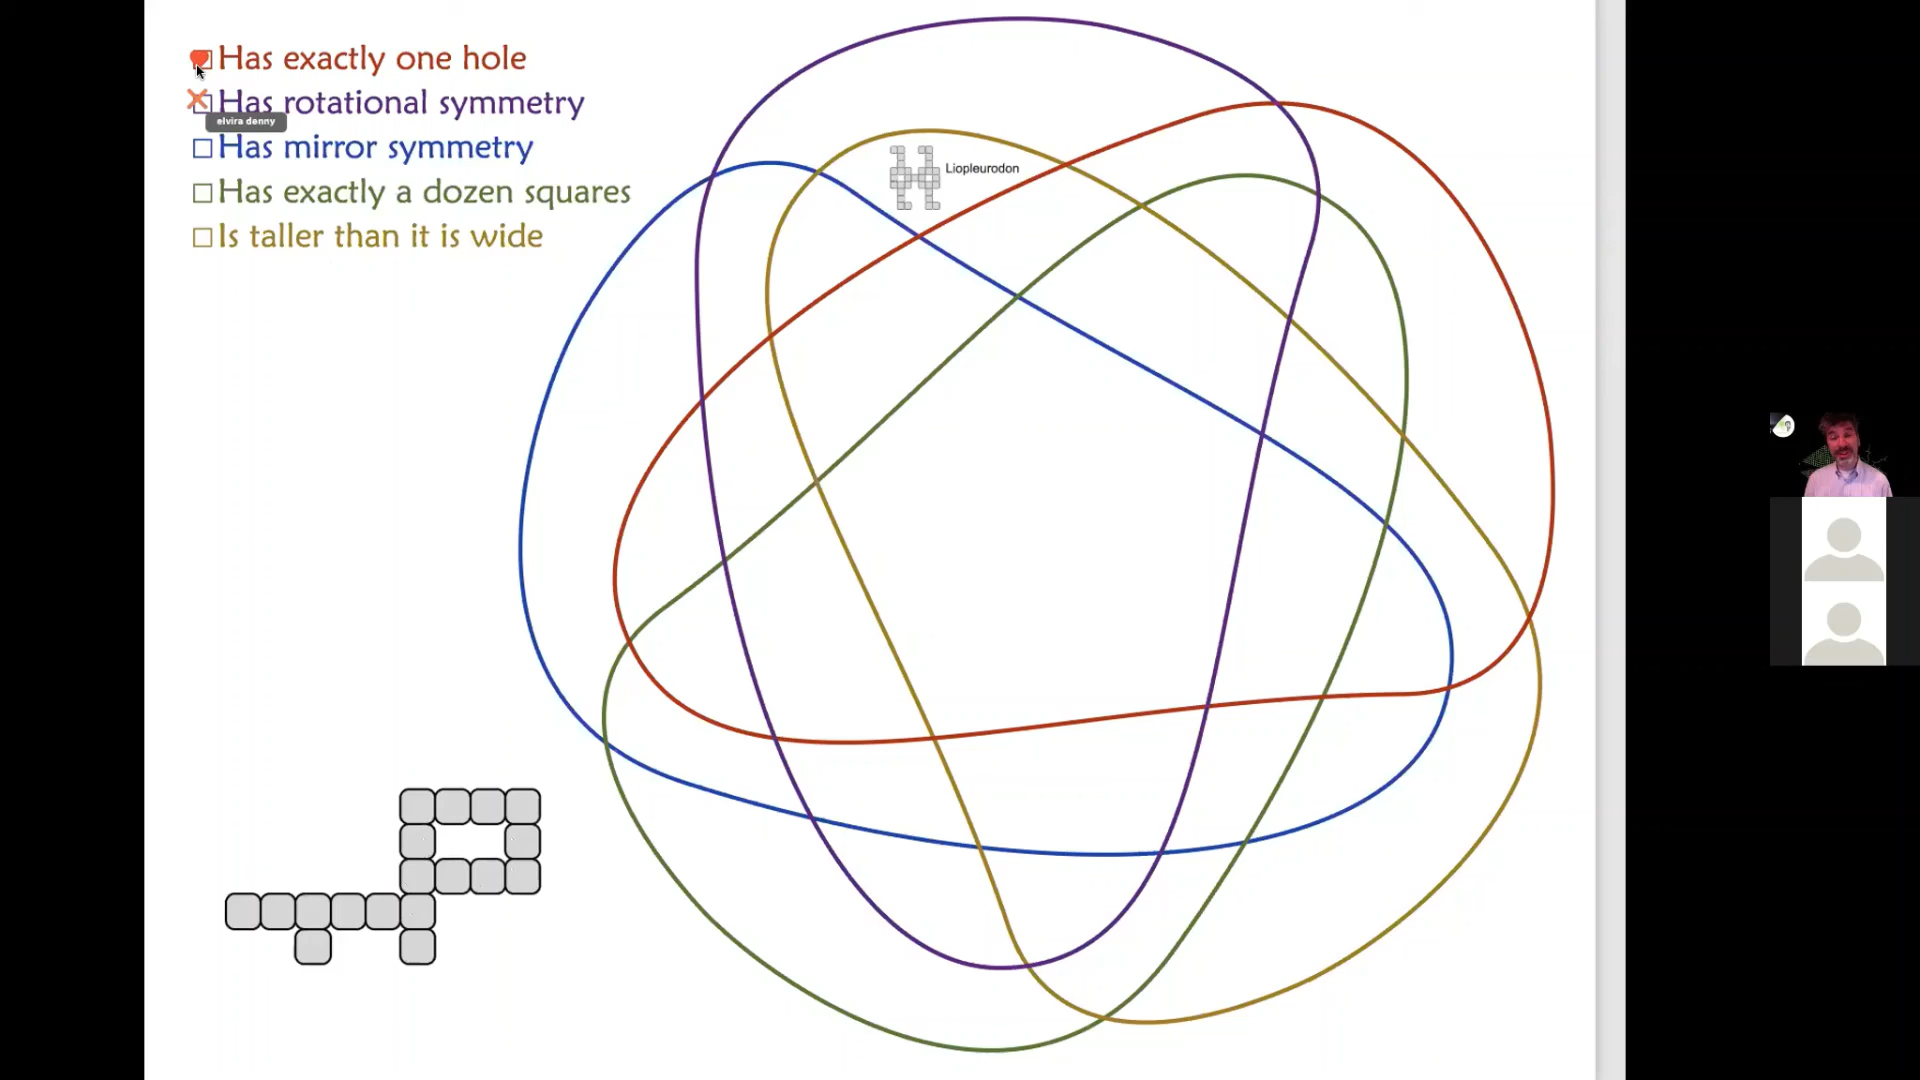 Has exactly one hole
Has rotational symmetry
elvira denny
Has mirror symmetry
Has exactly a dozen squares
Is taller than it is wide
Liopleurodon